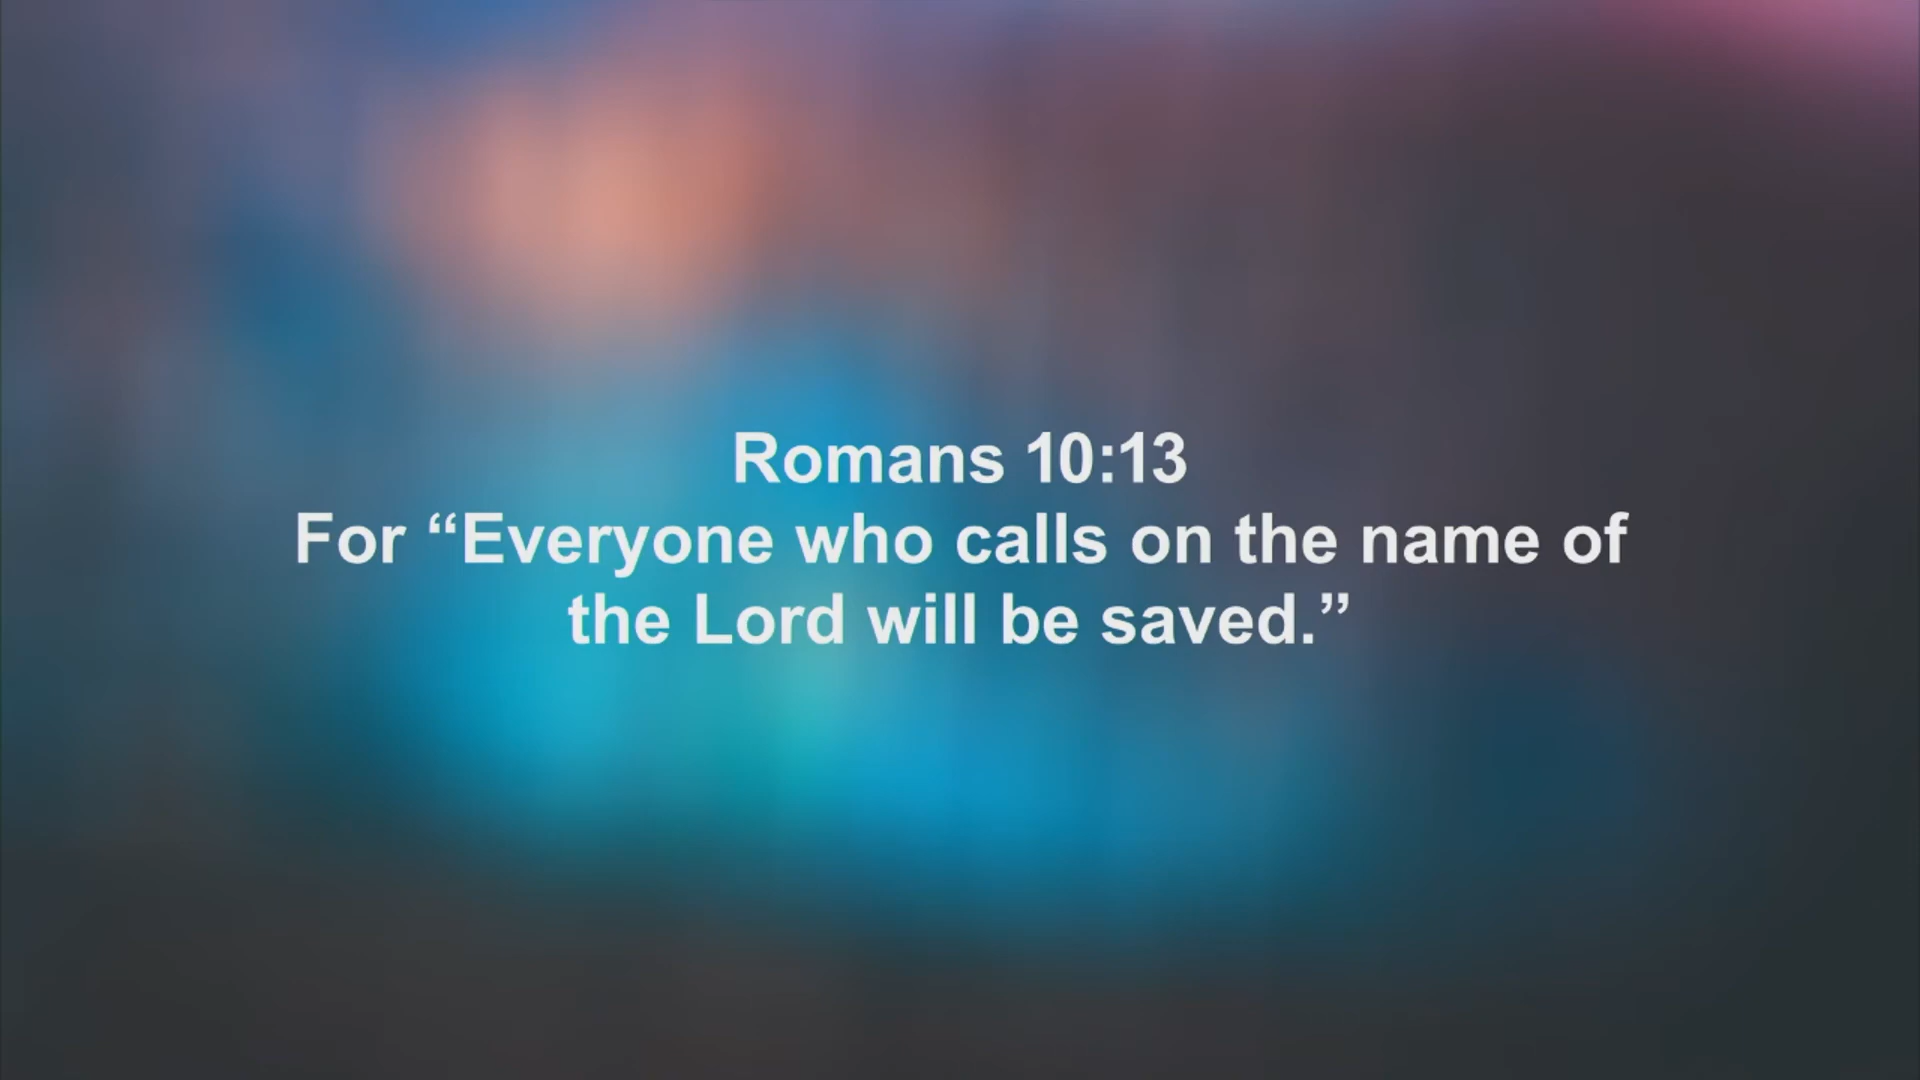 Romans 10:13
For “Everyone who calls on the name of
the Lord will be saved.”